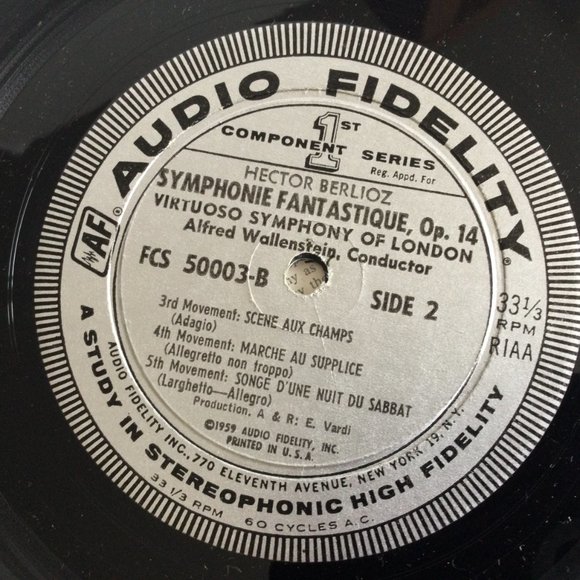 AUDIO FIDELITY
®
AF
®
1ST
COMPONENT SERIES
Reg. Appd. For
HECTOR BERLIOZ
SYMPHONIE FANTASTIQUE, Op. 14
VIRTUOSO SYMPHONY OF LONDON
Alfred Wallenstein, Conductor
FCS 50003-B
SIDE 2
33 1/3
RPM
RIAA
3rd Movement: SCENE AUX CHAMPS
(Adagio)
4th Movement: MARCHE AU SUPPLICE
(Allegretto non troppo)
5th Movement: SONGE D'UNE NUIT DU SABBAT
(Larghetto—Allegro)
Production. A & R: E. Vardi
©1959 AUDIO FIDELITY, INC.
PRINTED IN U.S.A.
AUDIO FIDELITY INC., 770 ELEVENTH AVENUE, NEW YORK 19, N.Y.
A STUDY IN STEREOPHONIC HIGH FIDELITY
33 1/3 RPM 60 CYCLES A.C.